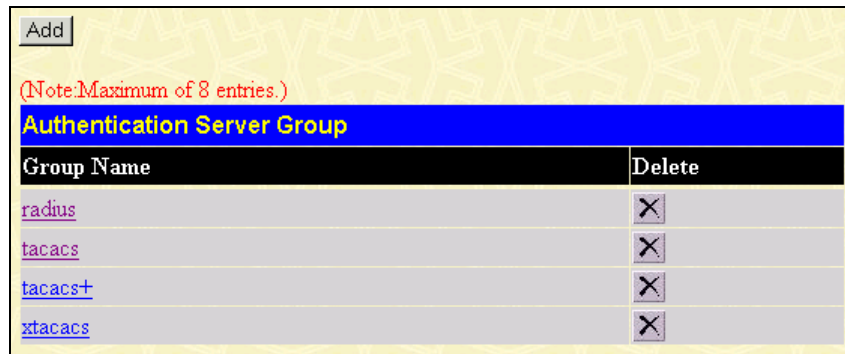 Add
(Note:Maximum of 8 entries.)
Authentication Server Group
Group Name Delete
radius
tacacs
tacacs+
xtacacs